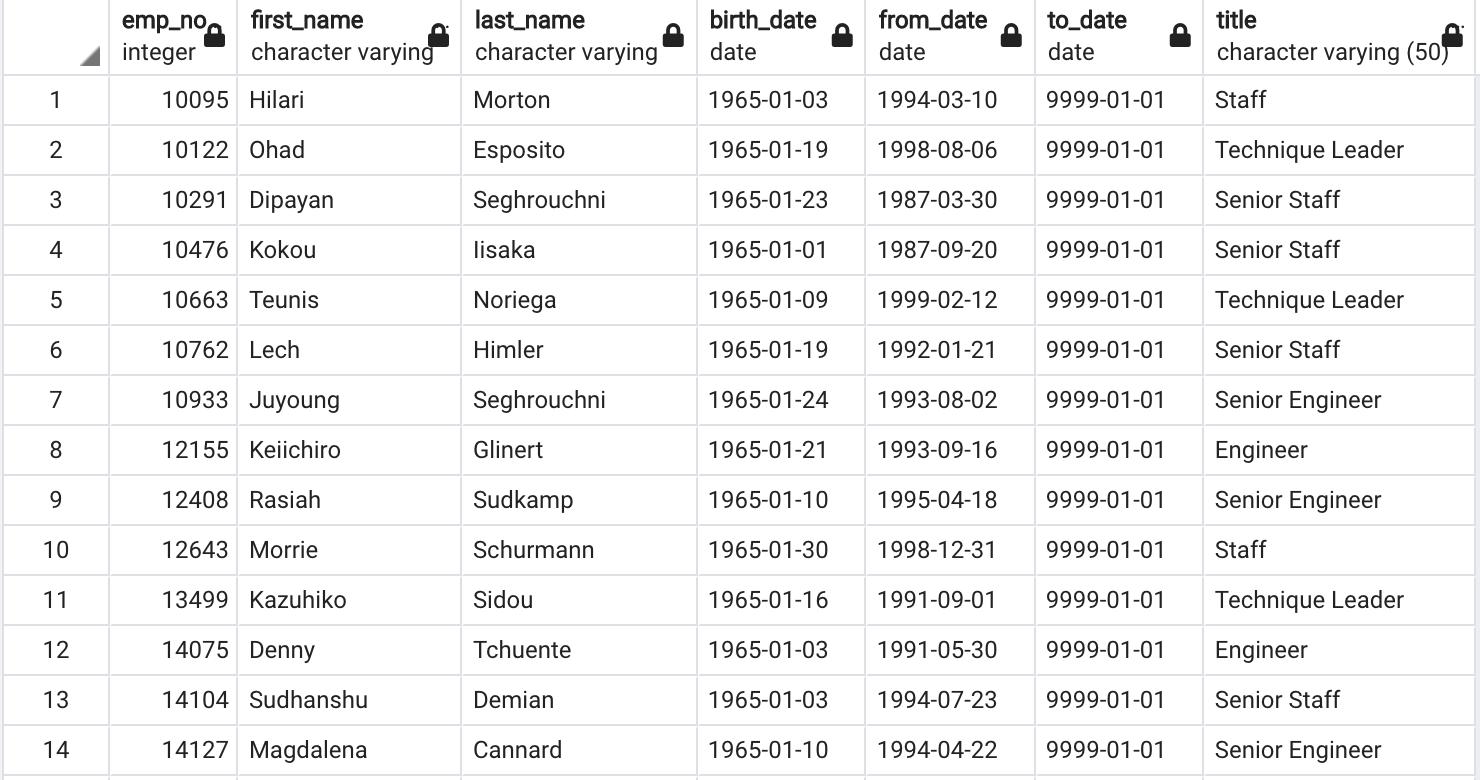 emp_no first_name last_name birth_date from_date to_date title
integer character varying character varying date date date character varying (50)
1 10095 Hilari Morton 1965-01-03 1994-03-10 9999-01-01 Staff
2 10122 Ohad Esposito 1965-01-19 1998-08-06 9999-01-01 Technique Leader
3 10291 Dipayan Seghrouchni 1965-01-23 1987-03-30 9999-01-01 Senior Staff
4 10476 Kokou Iisaka 1965-01-01 1987-09-20 9999-01-01 Senior Staff
5 10663 Teunis Noriega 1965-01-09 1999-02-12 9999-01-01 Technique Leader
6 10762 Lech Himler 1965-01-19 1992-01-21 9999-01-01 Senior Staff
7 10933 Juyoung Seghrouchni 1965-01-24 1993-08-02 9999-01-01 Senior Engineer
8 12155 Keiichiro Glinert 1965-01-21 1993-09-16 9999-01-01 Engineer
9 12408 Rasiah Sudkamp 1965-01-10 1995-04-18 9999-01-01 Senior Engineer
10 12643 Morrie Schurmann 1965-01-30 1998-12-31 9999-01-01 Staff
11 13499 Kazuhiko Sidou 1965-01-16 1991-09-01 9999-01-01 Technique Leader
12 14075 Denny Tchuente 1965-01-03 1991-05-30 9999-01-01 Engineer
13 14104 Sudhanshu Demian 1965-01-03 1994-07-23 9999-01-01 Senior Staff
14 14127 Magdalena Cannard 1965-01-10 1994-04-22 9999-01-01 Senior Engineer